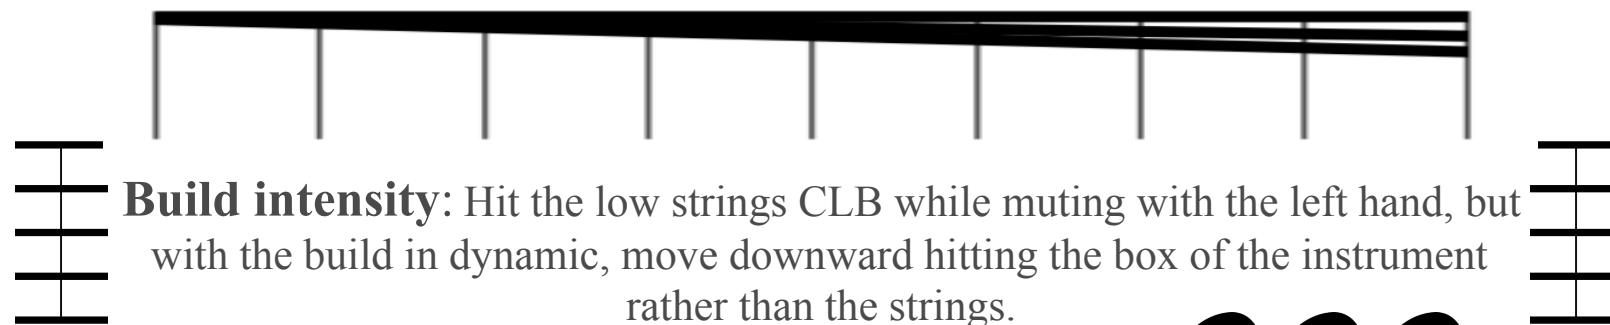 Build intensity: Hit the low strings CLB while muting with the left hand, but
with the build in dynamic, move downward hitting the box of the instrument
rather than the strings.